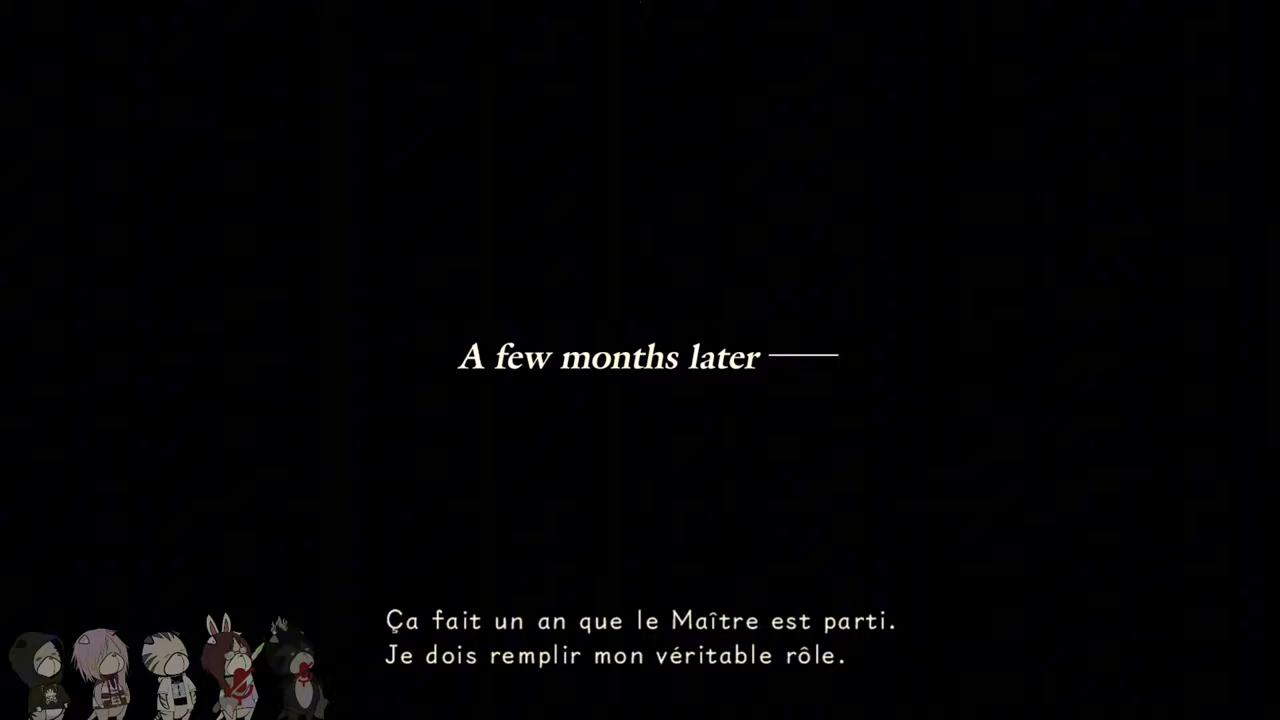 A few months later ——
Ça fait un an que le Maître est parti.
Je dois remplir mon véritable rôle.